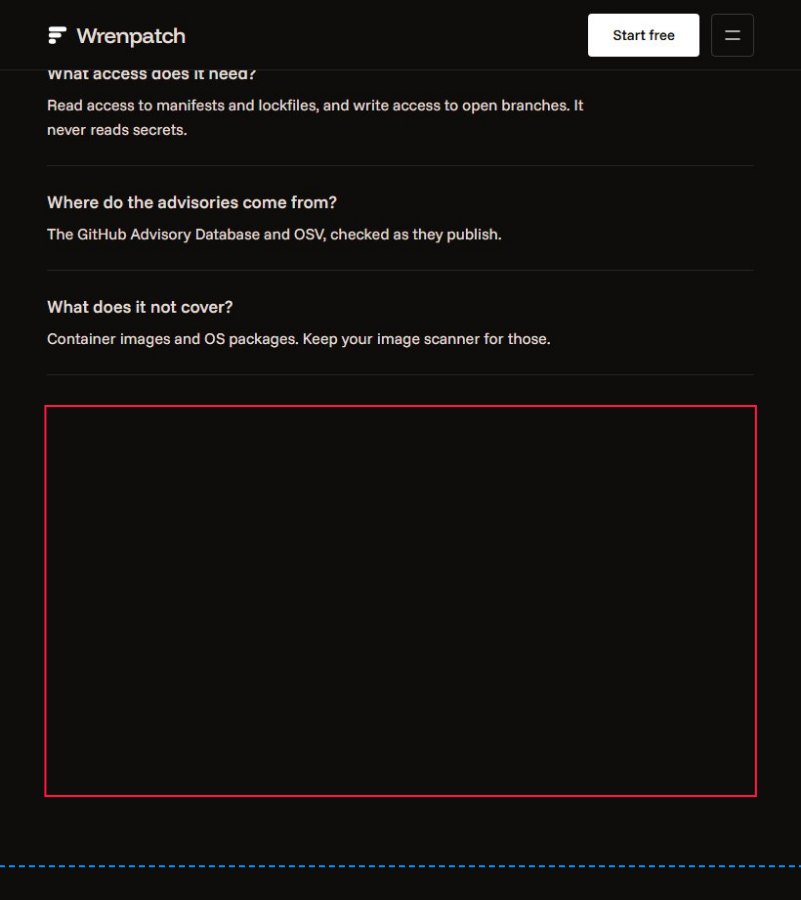 Wrenpatch
Start free
What access does it need?
Read access to manifests and lockfiles, and write access to open branches. It
never reads secrets.
Where do the advisories come from?
The GitHub Advisory Database and OSV, checked as they publish.
What does it not cover?
Container images and OS packages. Keep your image scanner for those.